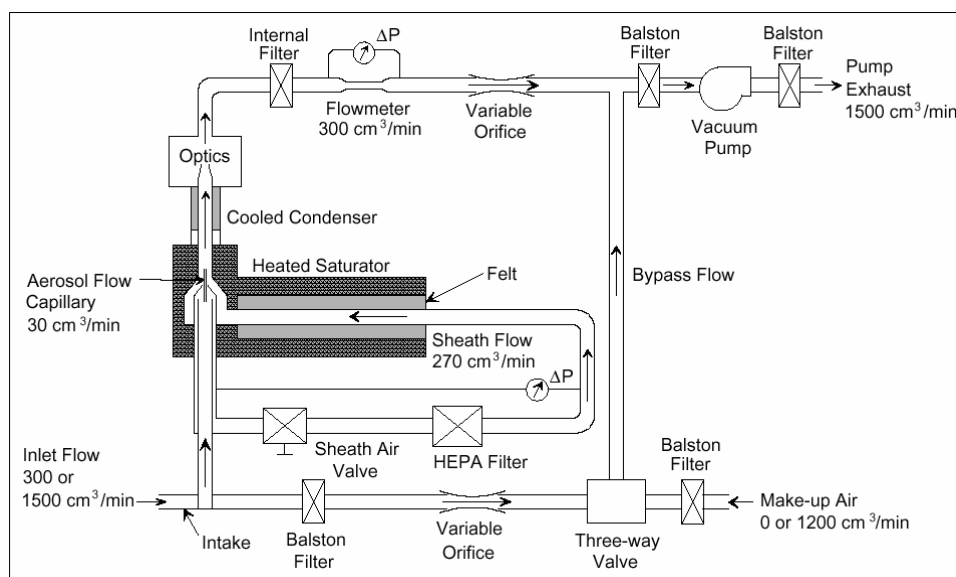 Internal
Filter
ΔP
Flowmeter
300 cm³/min
Variable
Orifice
Balston
Filter
Vacuum
Pump
Balston
Filter
Pump
Exhaust
1500 cm³/min
Optics
Cooled Condenser
Heated Saturator
Felt
Aerosol Flow
Capillary
30 cm³/min
Bypass Flow
Sheath Flow
270 cm³/min
ΔP
Sheath Air
Valve
HEPA Filter
Inlet Flow
300 or
1500 cm³/min
Intake
Balston
Filter
Variable
Orifice
Three-way
Valve
Balston
Filter
Make-up Air
0 or 1200 cm³/min